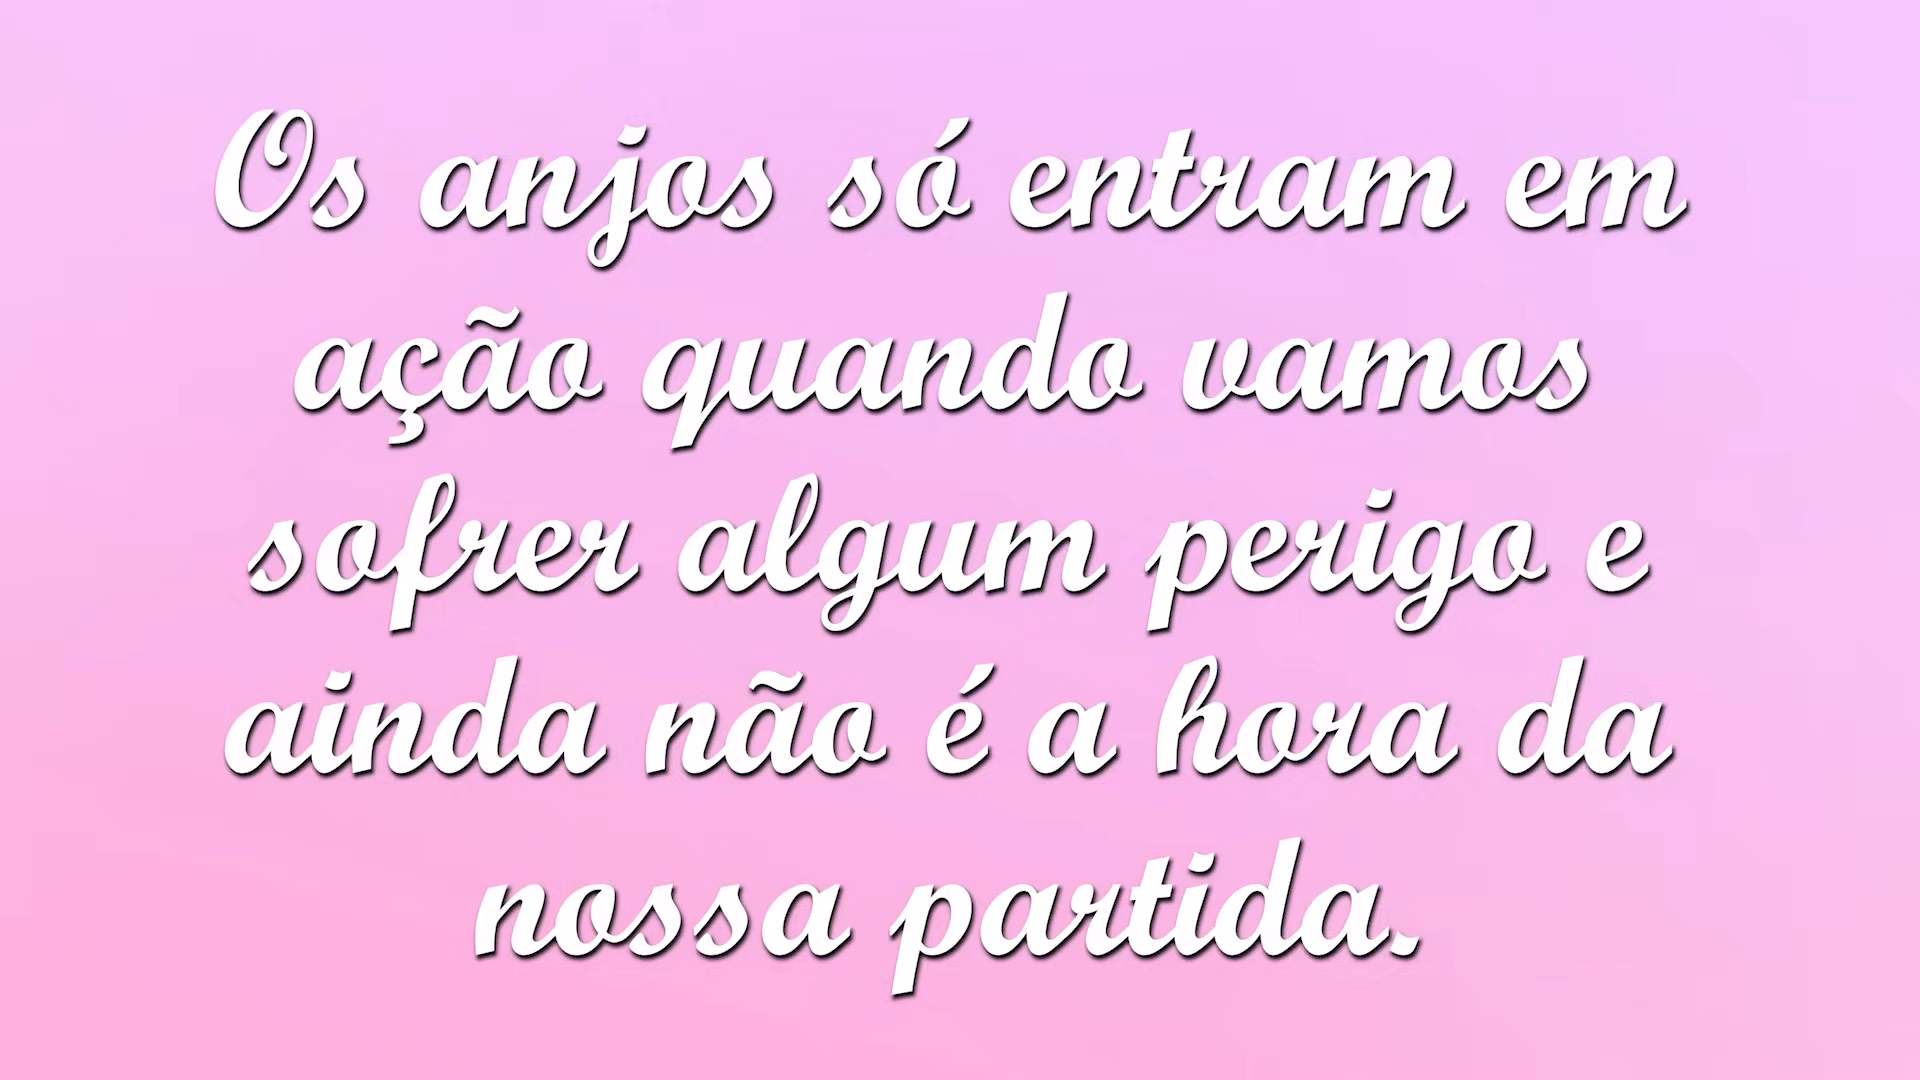 Os anjos só entram em
ação quando vamos
sofrer algum perigo e
ainda não é a hora da
nossa partida.